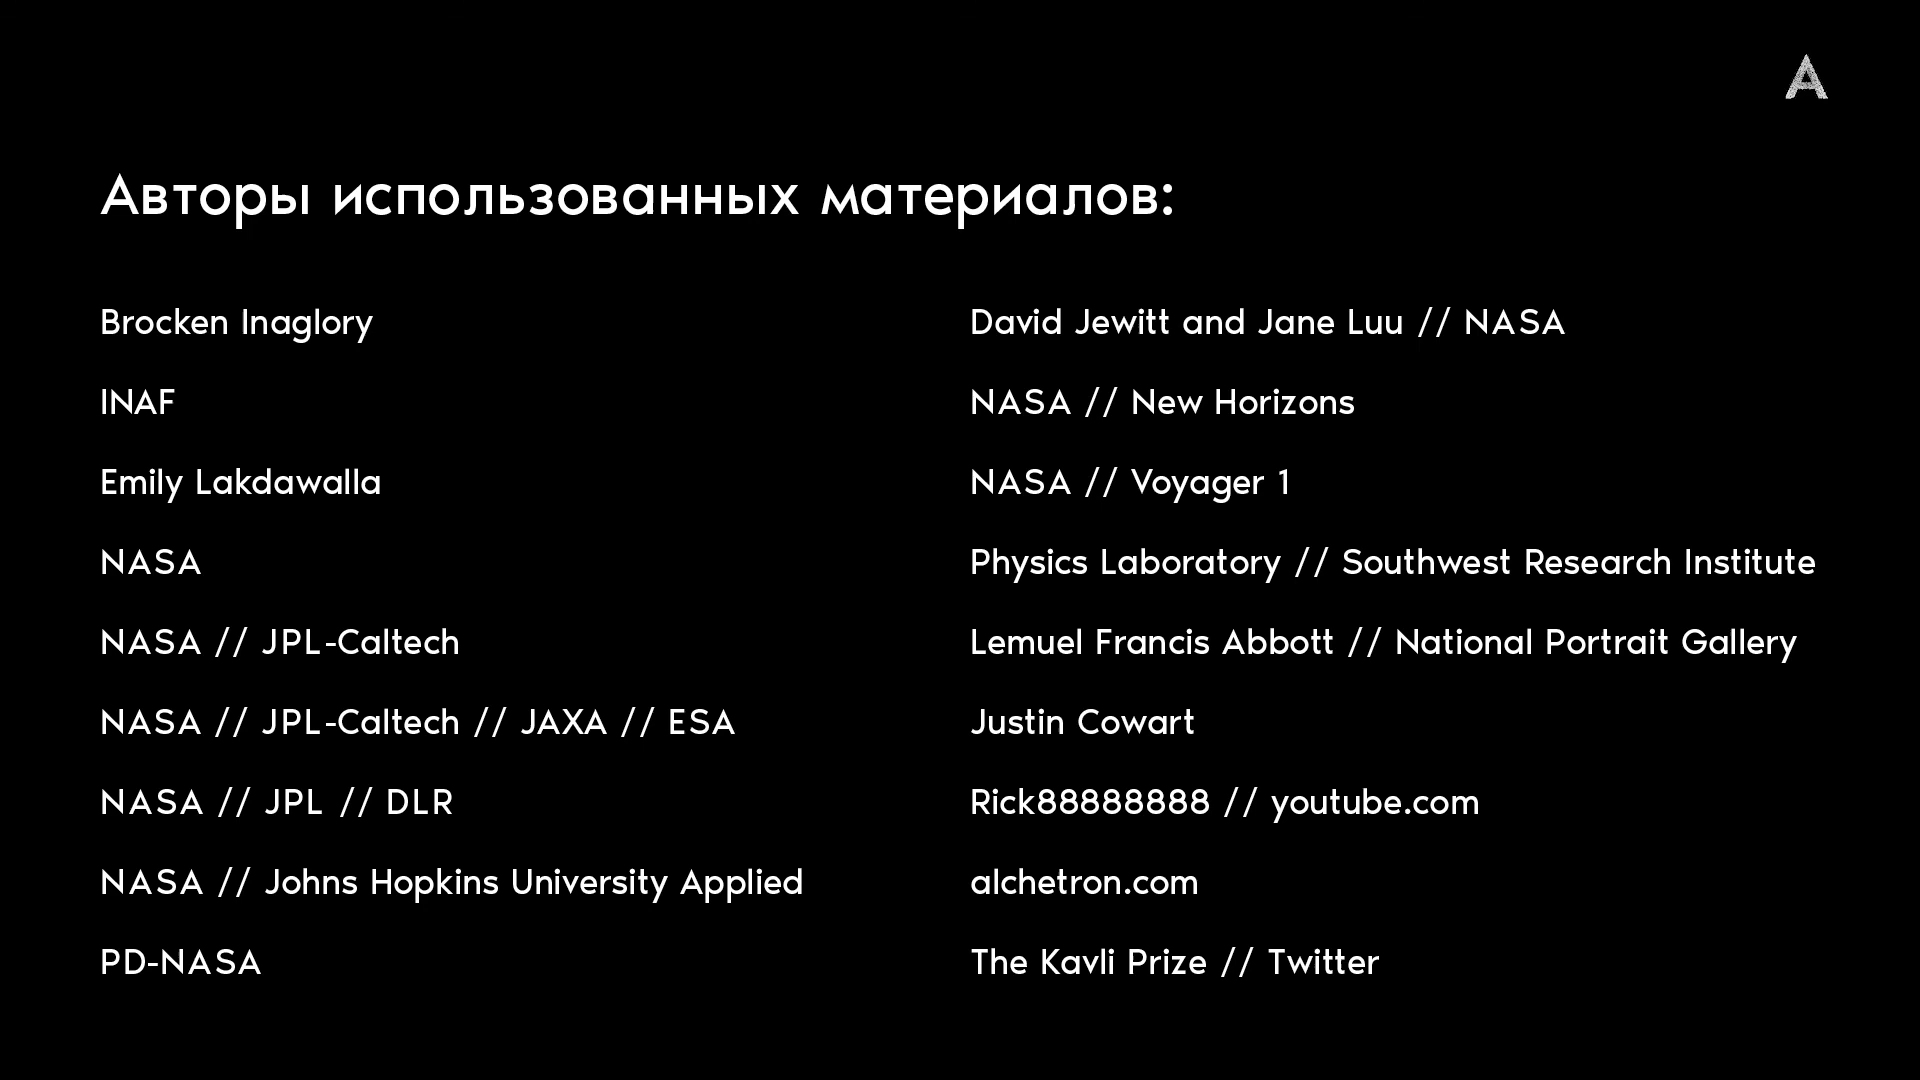 A
Авторы использованных материалов:
Brocken Inaglory
INAF
Emily Lakdawalla
NASA
NASA // JPL-Caltech
NASA // JPL-Caltech // JAXA // ESA
NASA // JPL // DLR
NASA // Johns Hopkins University Applied
PD-NASA
David Jewitt and Jane Luu // NASA
NASA // New Horizons
NASA // Voyager 1
Physics Laboratory // Southwest Research Institute
Lemuel Francis Abbott // National Portrait Gallery
Justin Cowart
Rick88888888 // youtube.com
alchetron.com
The Kavli Prize // Twitter